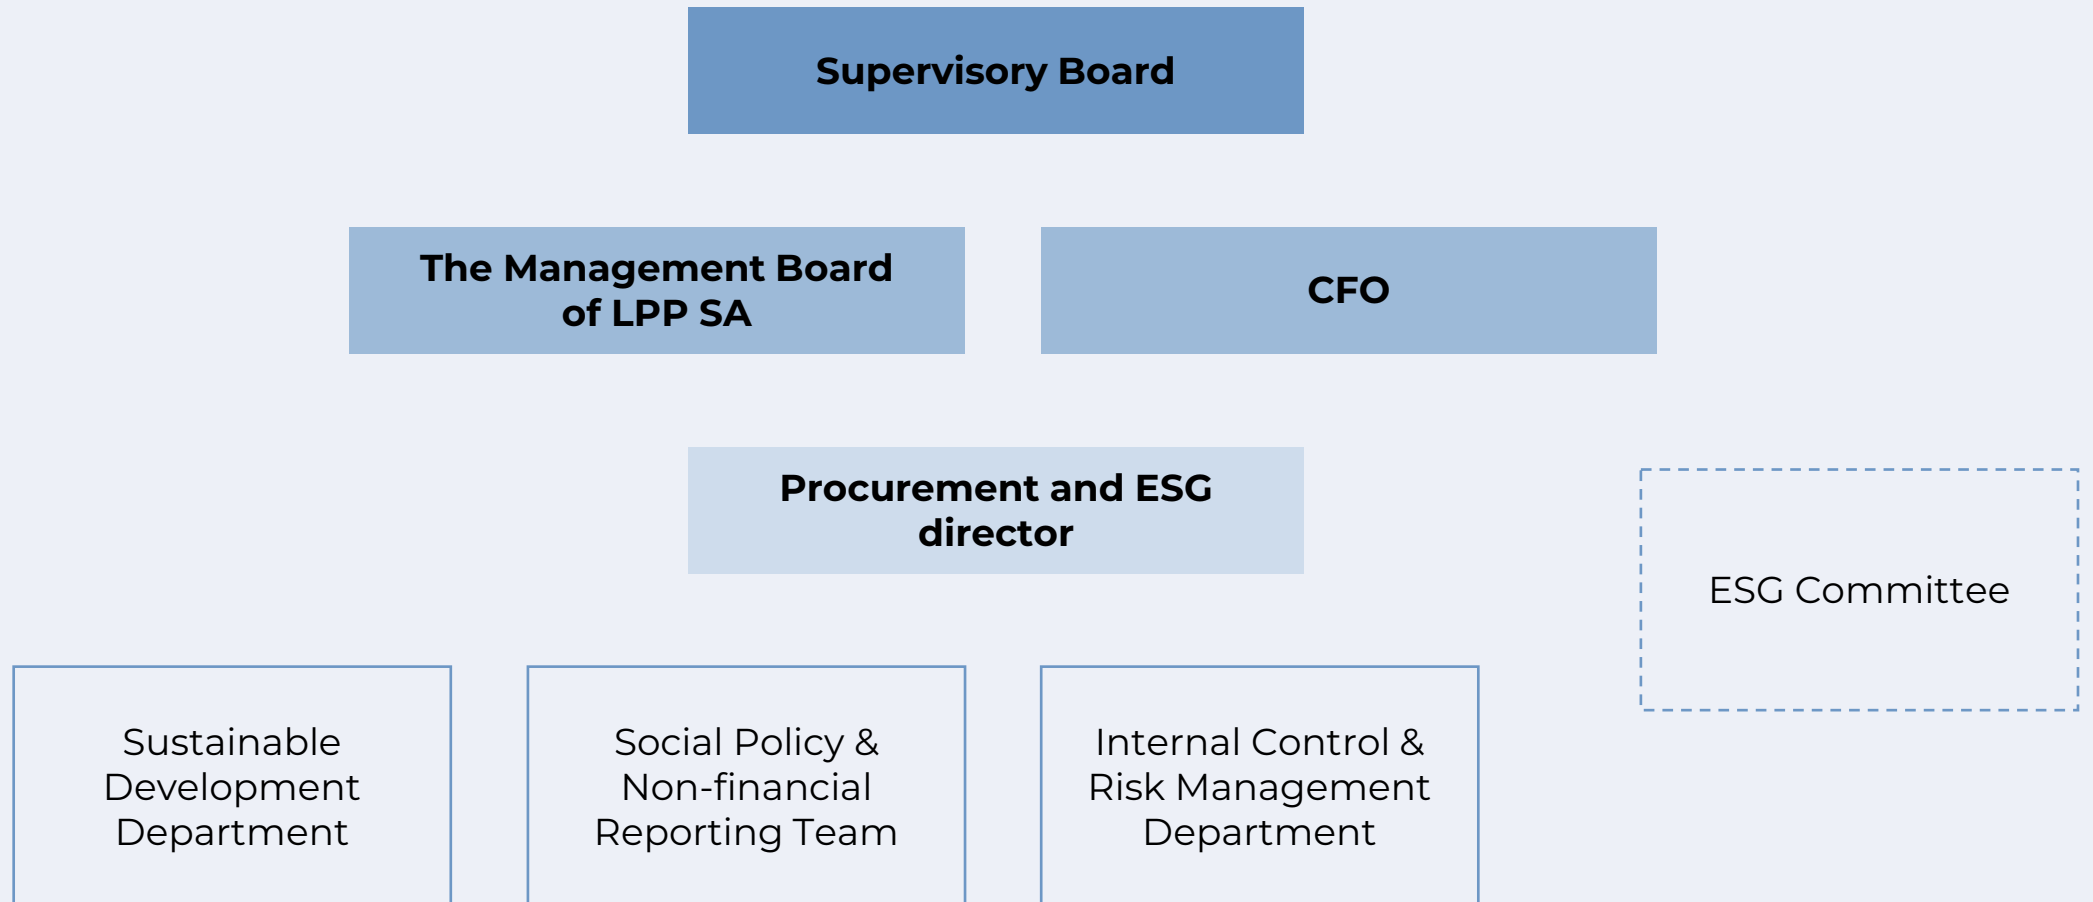 Supervisory Board
The Management Board
of LPP SA
CFO
Procurement and ESG
director
ESG Committee
Sustainable
Development
Department
Social Policy &
Non-financial
Reporting Team
Internal Control &
Risk Management
Department